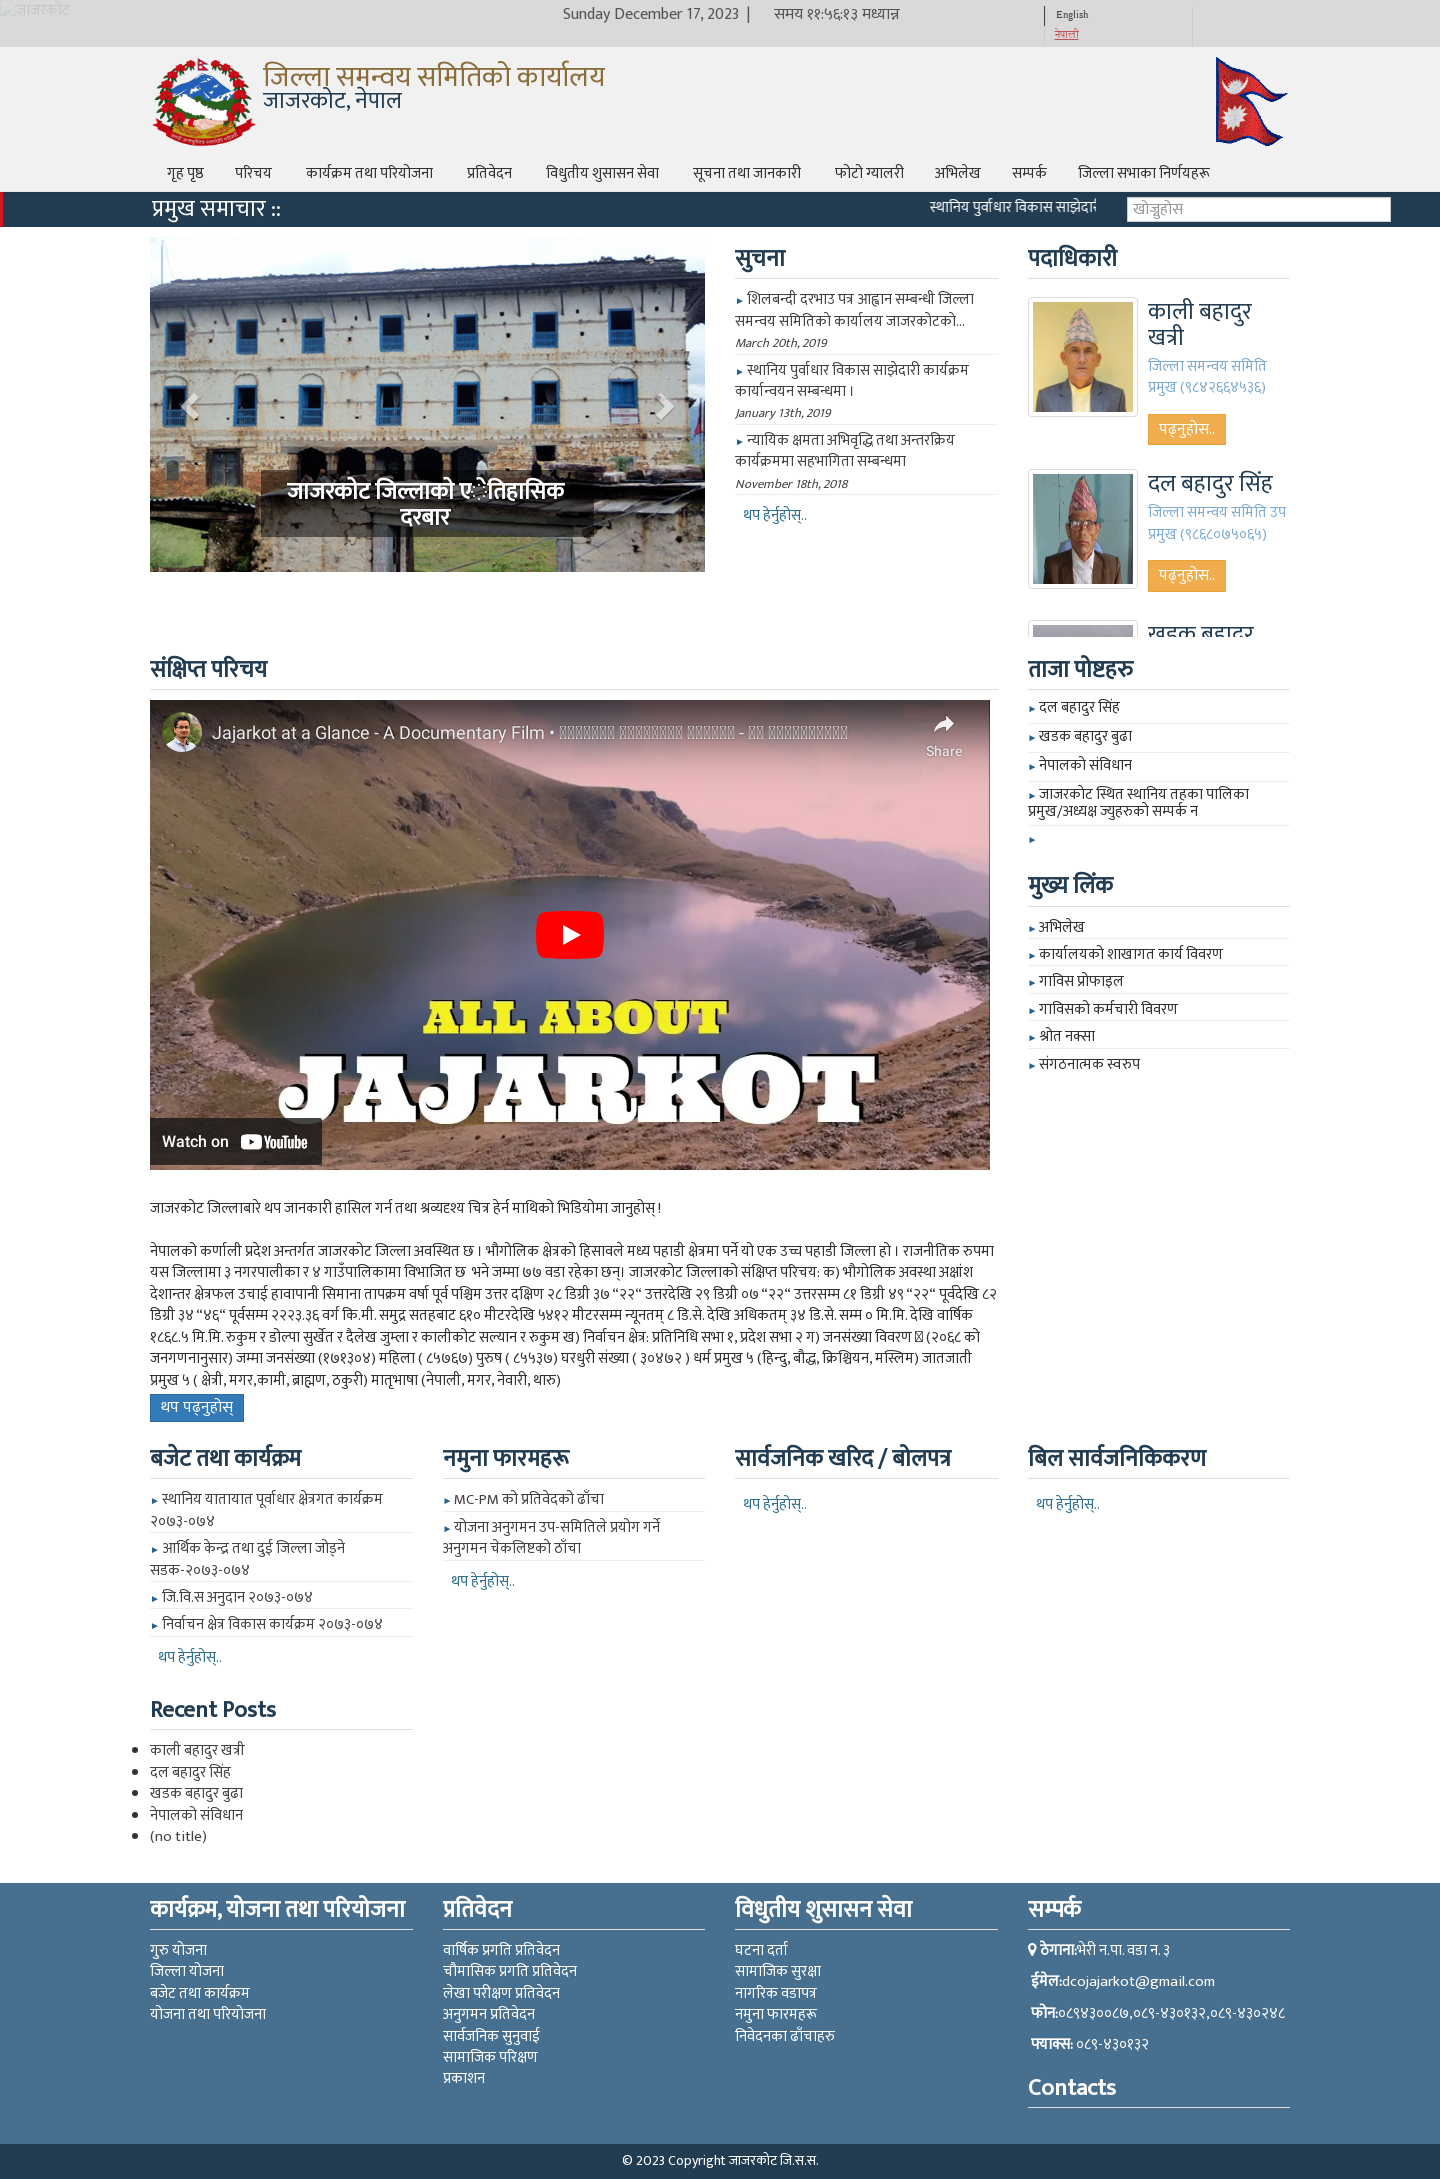 जाजरकोट
Sunday December 17, 2023 | समय ११:५६:१३ मध्यान्न
English
नेपाली
जिल्ला समन्वय समितिको कार्यालय
जाजरकोट, नेपाल
गृह पृष्ठ परिचय कार्यक्रम तथा परियोजना प्रतिवेदन विधुतीय शुसासन सेवा सूचना तथा जानकारी फोटो ग्यालरी अभिलेख सम्पर्क जिल्ला सभाका निर्णयहरू
प्रमुख समाचार :: स्थानिय पुर्वाधार विकास साझेदारी खोज्नुहोस
जाजरकोट जिल्लाको एेतिहासिक
दरबार
सुचना
► शिलबन्दी दरभाउ पत्र आह्वान सम्बन्धी जिल्ला
समन्वय समितिको कार्यालय जाजरकोटको...
March 20th, 2019
► स्थानिय पुर्वाधार विकास साझेदारी कार्यक्रम
कार्यान्वयन सम्बन्धमा ।
January 13th, 2019
► न्यायिक क्षमता अभिवृद्धि तथा अन्तरक्रिय
कार्यक्रममा सहभागिता सम्बन्धमा
November 18th, 2018
थप हेर्नुहोस्..
पदाधिकारी
काली बहादुर
खत्री
जिल्ला समन्वय समिति
प्रमुख (९८४२६६४५३६)
पढ्नुहोस..
दल बहादुर सिंह
जिल्ला समन्वय समिति उप
प्रमुख (९८६८०७५०६५)
पढ्नुहोस..
खडक बहादुर
संक्षिप्त परिचय
Jajarkot at a Glance - A Documentary Film •
Share
ALL ABOUT
JAJARKOT
Watch on YouTube
जाजरकोट जिल्लाबारे थप जानकारी हासिल गर्न तथा श्रव्यदृश्य चित्र हेर्न माथिको भिडियोमा जानुहोस् !
नेपालको कर्णाली प्रदेश अन्तर्गत जाजरकोट जिल्ला अवस्थित छ । भौगोलिक क्षेत्रको हिसावले मध्य पहाडी क्षेत्रमा पर्ने यो एक उच्च पहाडी जिल्ला हो । राजनीतिक रुपमा
यस जिल्लामा ३ नगरपालीका र ४ गाउँपालिकामा विभाजित छ भने जम्मा ७७ वडा रहेका छन्। जाजरकोट जिल्लाको संक्षिप्त परिचय: क) भौगोलिक अवस्था अक्षांश
देशान्तर क्षेत्रफल उचाई हावापानी सिमाना तापक्रम वर्षा पूर्व पश्चिम उत्तर दक्षिण २८ डिग्री ३७ “२२“ उत्तरदेखि २९ डिग्री ०७ “२२“ उत्तरसम्म ८१ डिग्री ४९ “२२“ पूर्वदेखि ८२
डिग्री ३४ “४६“ पूर्वसम्म २२२३.३६ वर्ग कि.मी. समुद्र सतहबाट ६१० मीटरदेखि ५४१२ मीटरसम्म न्यूनतम् ८ डि.से. देखि अधिकतम् ३४ डि.से. सम्म ० मि.मि. देखि वार्षिक
१८६८.५ मि.मि. रुकुम र डोल्पा सुर्खेत र दैलेख जुम्ला र कालीकोट सल्यान र रुकुम ख) निर्वाचन क्षेत्र: प्रतिनिधि सभा १, प्रदेश सभा २ ग) जनसंख्या विवरण (२०६८ को
जनगणनानुसार) जम्मा जनसंख्या (१७१३०४) महिला ( ८५७६७) पुरुष ( ८५५३७) घरधुरी संख्या ( ३०४७२ ) धर्म प्रमुख ५ (हिन्दु, बौद्ध, क्रिश्चियन, मस्लिम) जातजाती
प्रमुख ५ ( क्षेत्री, मगर,कामी, ब्राह्मण, ठकुरी) मातृभाषा (नेपाली, मगर, नेवारी, थारु)
थप पढ्नुहोस्
ताजा पोष्टहरु
► दल बहादुर सिंह
► खडक बहादुर बुढा
► नेपालको संविधान
► जाजरकोट स्थित स्थानिय तहका पालिका
प्रमुख/अध्यक्ष ज्युहरुको सम्पर्क न
►
मुख्य लिंक
► अभिलेख
► कार्यालयको शाखागत कार्य विवरण
► गाविस प्रोफाइल
► गाविसको कर्मचारी विवरण
► श्रोत नक्सा
► संगठनात्मक स्वरुप
बजेट तथा कार्यक्रम
► स्थानिय यातायात पूर्वाधार क्षेत्रगत कार्यक्रम
२०७३-०७४
► आर्थिक केन्द्र तथा दुई जिल्ला जोड्ने
सडक-२०७३-०७४
► जि.वि.स अनुदान २०७३-०७४
► निर्वाचन क्षेत्र विकास कार्यक्रम २०७३-०७४
थप हेर्नुहोस्..
नमुना फारमहरू
► MC-PM को प्रतिवेदको ढाँचा
► योजना अनुगमन उप-समितिले प्रयोग गर्ने
अनुगमन चेकलिष्टको ठाँचा
थप हेर्नुहोस्..
सार्वजनिक खरिद / बोलपत्र
थप हेर्नुहोस्..
बिल सार्वजनिकिकरण
थप हेर्नुहोस्..
Recent Posts
काली बहादुर खत्री
दल बहादुर सिंह
खडक बहादुर बुढा
नेपालको संविधान
(no title)
कार्यक्रम, योजना तथा परियोजना
गुरु योजना
जिल्ला योजना
बजेट तथा कार्यक्रम
योजना तथा परियोजना
प्रतिवेदन
वार्षिक प्रगति प्रतिवेदन
चौमासिक प्रगति प्रतिवेदन
लेखा परीक्षण प्रतिवेदन
अनुगमन प्रतिवेदन
सार्वजनिक सुनुवाई
सामाजिक परिक्षण
प्रकाशन
विधुतीय शुसासन सेवा
घटना दर्ता
सामाजिक सुरक्षा
नागरिक वडापत्र
नमुना फारमहरू
निवेदनका ढाँचाहरु
सम्पर्क
ठेगाना:भेरी न.पा. वडा न. ३
ईमेल:dcojajarkot@gmail.com
फोन:०८९४३००८७,०८९-४३०१३२,०८९-४३०२४८
फ्याक्स: ०८९-४३०१३२
Contacts
© 2023 Copyright जाजरकोट जि.स.स.